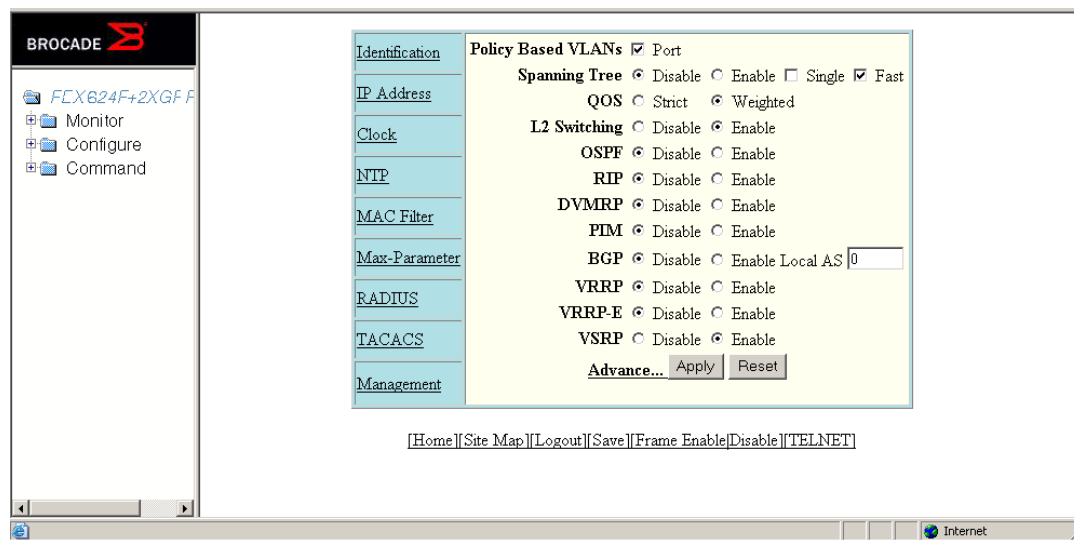 BROCADE
FEX624F+2XGF F
Monitor
Configure
Command
Identification
IP Address
Clock
NTP
MAC Filter
Max-Parameter
RADIUS
TACACS
Management
Policy Based VLANs Port
Spanning Tree Disable Enable Single Fast
QOS Strict Weighted
L2 Switching Disable Enable
OSPF Disable Enable
RIP Disable Enable
DVMRP Disable Enable
PIM Disable Enable
BGP Disable Enable Local AS 0
VRRP Disable Enable
VRRP-E Disable Enable
VSRP Disable Enable
Advance... Apply Reset
[Home][Site Map][Logout][Save][Frame Enable|Disable][TELNET]
Internet